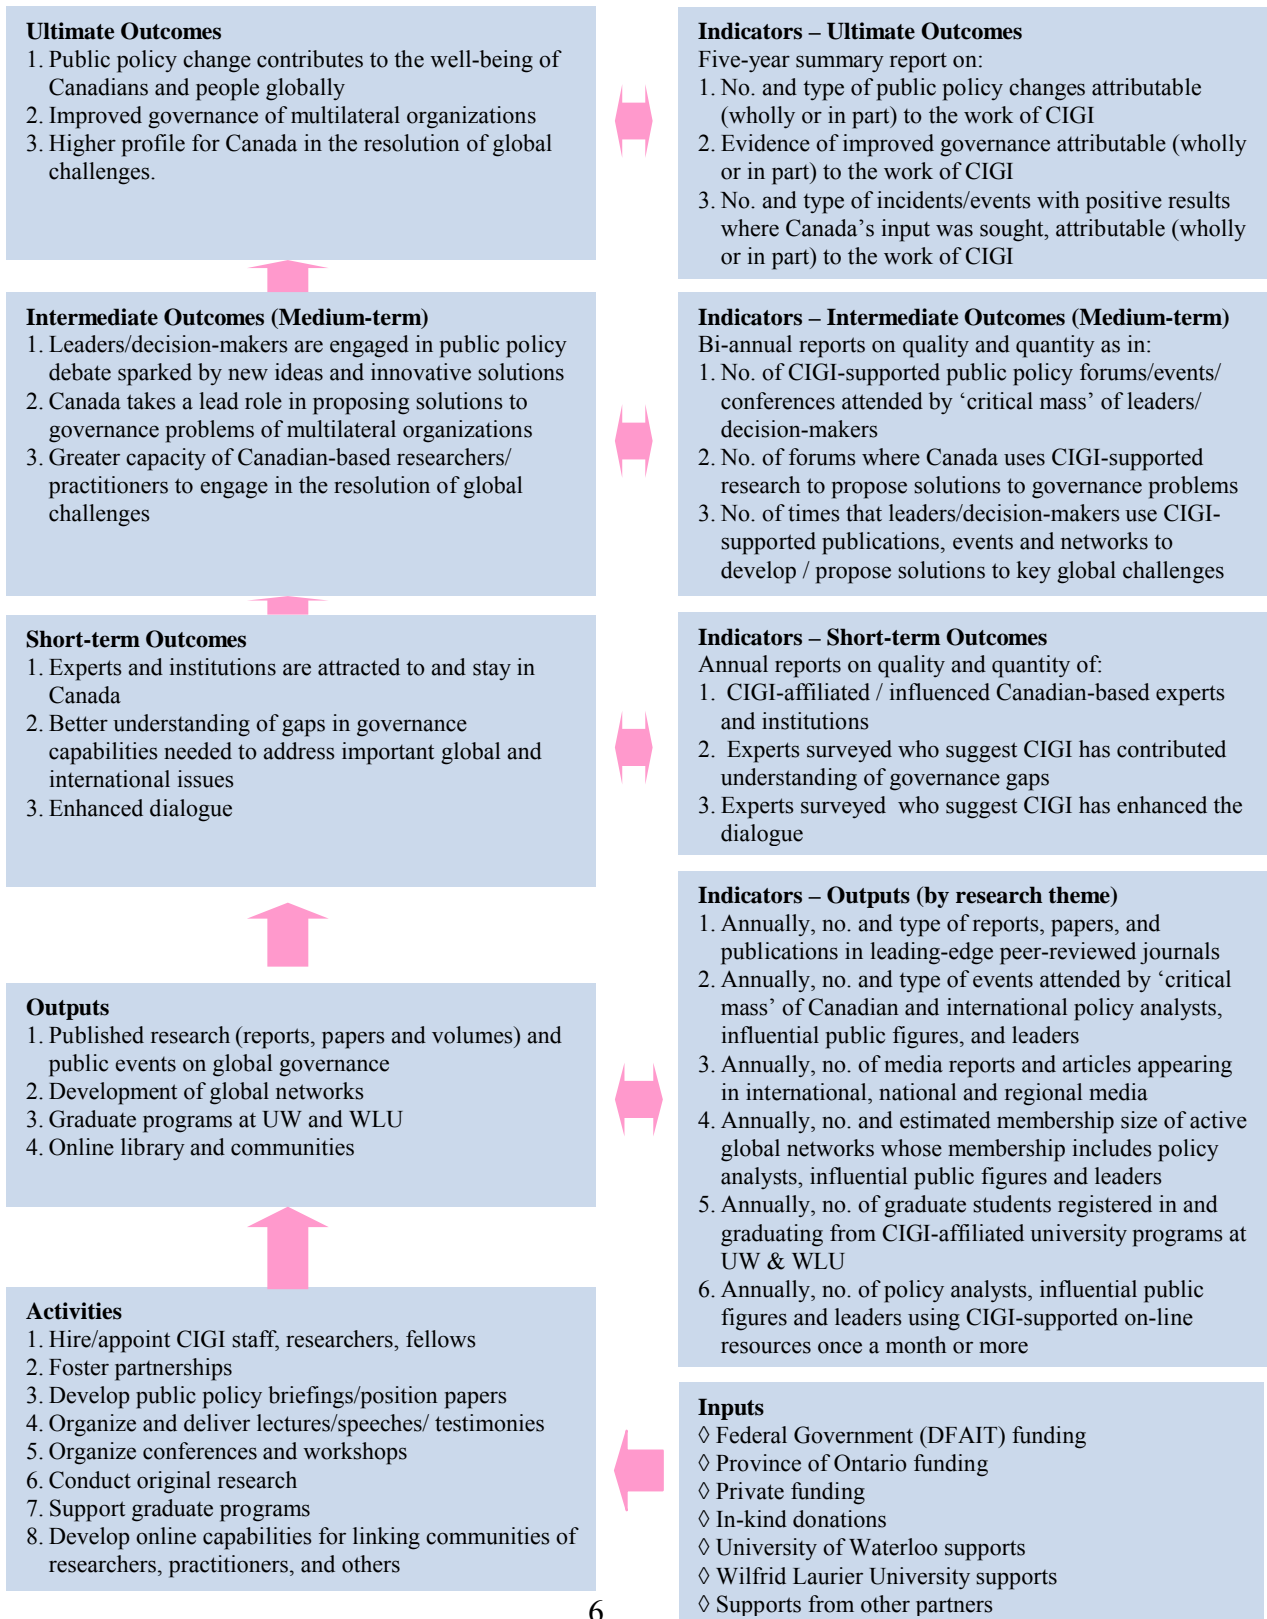 Ultimate Outcomes
1. Public policy change contributes to the well-being of
Canadians and people globally
2. Improved governance of multilateral organizations
3. Higher profile for Canada in the resolution of global
challenges.
Indicators – Ultimate Outcomes
Five-year summary report on:
1. No. and type of public policy changes attributable
(wholly or in part) to the work of CIGI
2. Evidence of improved governance attributable (wholly
or in part) to the work of CIGI
3. No. and type of incidents/events with positive results
where Canada’s input was sought, attributable (wholly
or in part) to the work of CIGI
Intermediate Outcomes (Medium-term)
1. Leaders/decision-makers are engaged in public policy
debate sparked by new ideas and innovative solutions
2. Canada takes a lead role in proposing solutions to
governance problems of multilateral organizations
3. Greater capacity of Canadian-based researchers/
practitioners to engage in the resolution of global
challenges
Indicators – Intermediate Outcomes (Medium-term)
Bi-annual reports on quality and quantity as in:
1. No. of CIGI-supported public policy forums/events/
conferences attended by ‘critical mass’ of leaders/
decision-makers
2. No. of forums where Canada uses CIGI-supported
research to propose solutions to governance problems
3. No. of times that leaders/decision-makers use CIGI-
supported publications, events and networks to
develop / propose solutions to key global challenges
Short-term Outcomes
1. Experts and institutions are attracted to and stay in
Canada
2. Better understanding of gaps in governance
capabilities needed to address important global and
international issues
3. Enhanced dialogue
Indicators – Short-term Outcomes
Annual reports on quality and quantity of:
1. CIGI-affiliated / influenced Canadian-based experts
and institutions
2. Experts surveyed who suggest CIGI has contributed
understanding of governance gaps
3. Experts surveyed who suggest CIGI has enhanced the
dialogue
Outputs
1. Published research (reports, papers and volumes) and
public events on global governance
2. Development of global networks
3. Graduate programs at UW and WLU
4. Online library and communities
Indicators – Outputs (by research theme)
1. Annually, no. and type of reports, papers, and
publications in leading-edge peer-reviewed journals
2. Annually, no. and type of events attended by ‘critical
mass’ of Canadian and international policy analysts,
influential public figures, and leaders
3. Annually, no. of media reports and articles appearing
in international, national and regional media
4. Annually, no. and estimated membership size of active
global networks whose membership includes policy
analysts, influential public figures and leaders
5. Annually, no. of graduate students registered in and
graduating from CIGI-affiliated university programs at
UW & WLU
6. Annually, no. of policy analysts, influential public
figures and leaders using CIGI-supported on-line
resources once a month or more
Activities
1. Hire/appoint CIGI staff, researchers, fellows
2. Foster partnerships
3. Develop public policy briefings/position papers
4. Organize and deliver lectures/speeches/ testimonies
5. Organize conferences and workshops
6. Conduct original research
7. Support graduate programs
8. Develop online capabilities for linking communities of
researchers, practitioners, and others
Inputs
◊ Federal Government (DFAIT) funding
◊ Province of Ontario funding
◊ Private funding
◊ In-kind donations
◊ University of Waterloo supports
◊ Wilfrid Laurier University supports
◊ Supports from other partners
6